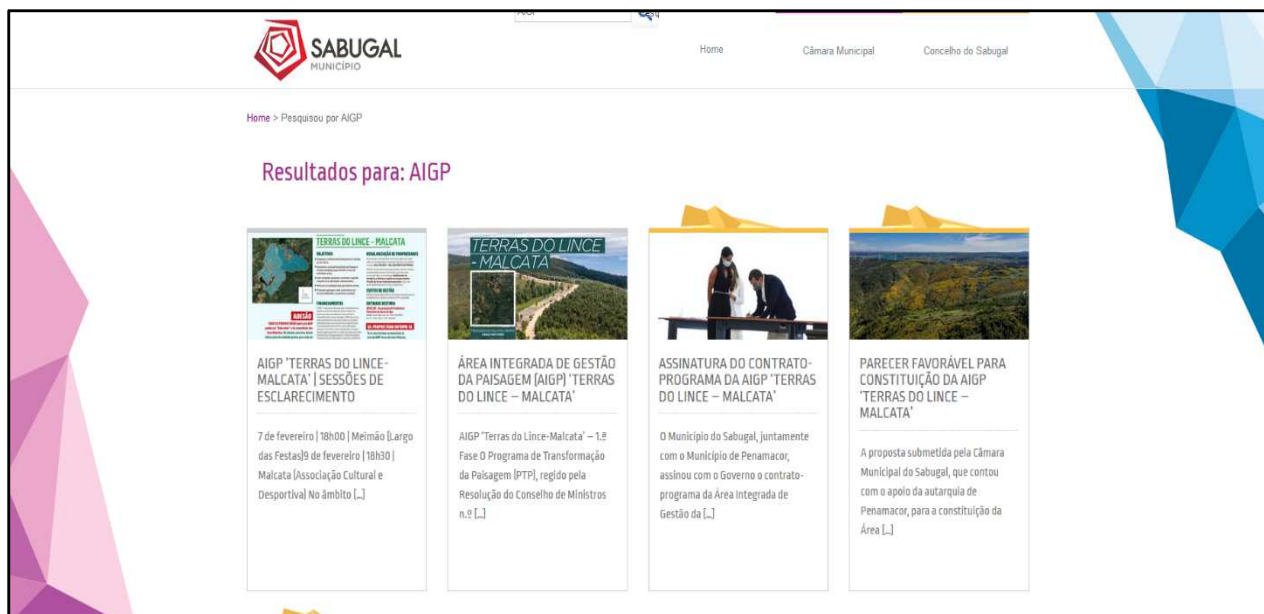 SABUGAL
MUNICÍPIO
Home
Câmara Municipal
Concelho do Sabugal
Home > Pesquisou por AIGP
Resultados para: AIGP
TERRAS DO LINCE - MALCATA
ADESÃO
AIGP 'TERRAS DO LINCE-
MALCATA' | SESSÕES DE
ESCLARECIMENTO
7 de fevereiro | 18h00 | Meimão (Largo
das Festas)9 de fevereiro | 18h30 |
Malcata (Associação Cultural e
Desportiva) No âmbito [...]
TERRAS DO LINCE
- MALCATA
ÁREA INTEGRADA DE GESTÃO
DA PAISAGEM (AIGP) 'TERRAS
DO LINCE – MALCATA'
AIGP 'Terras do Lince-Malcata' – 1.ª
Fase O Programa de Transformação
da Paisagem (PTP), regido pela
Resolução do Conselho de Ministros
n.º [...]
ASSINATURA DO CONTRATO-
PROGRAMA DA AIGP 'TERRAS
DO LINCE – MALCATA'
O Município do Sabugal, juntamente
com o Município de Penamacor,
assinou com o Governo o contrato-
programa da Área Integrada de
Gestão da [...]
PARECER FAVORÁVEL PARA
CONSTITUIÇÃO DA AIGP
'TERRAS DO LINCE –
MALCATA'
A proposta submetida pela Câmara
Municipal do Sabugal, que contou
com o apoio da autarquia de
Penamacor, para a constituição da
Área [...]